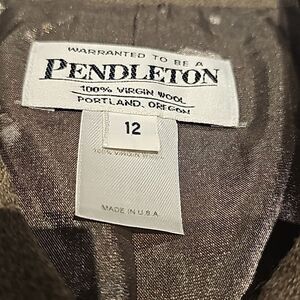 WARRANTED TO BE A
PENDLETON
100% VIRGIN WOOL
PORTLAND, OREGON
12
100% VIRGIN WOOL
MADE IN U.S.A.